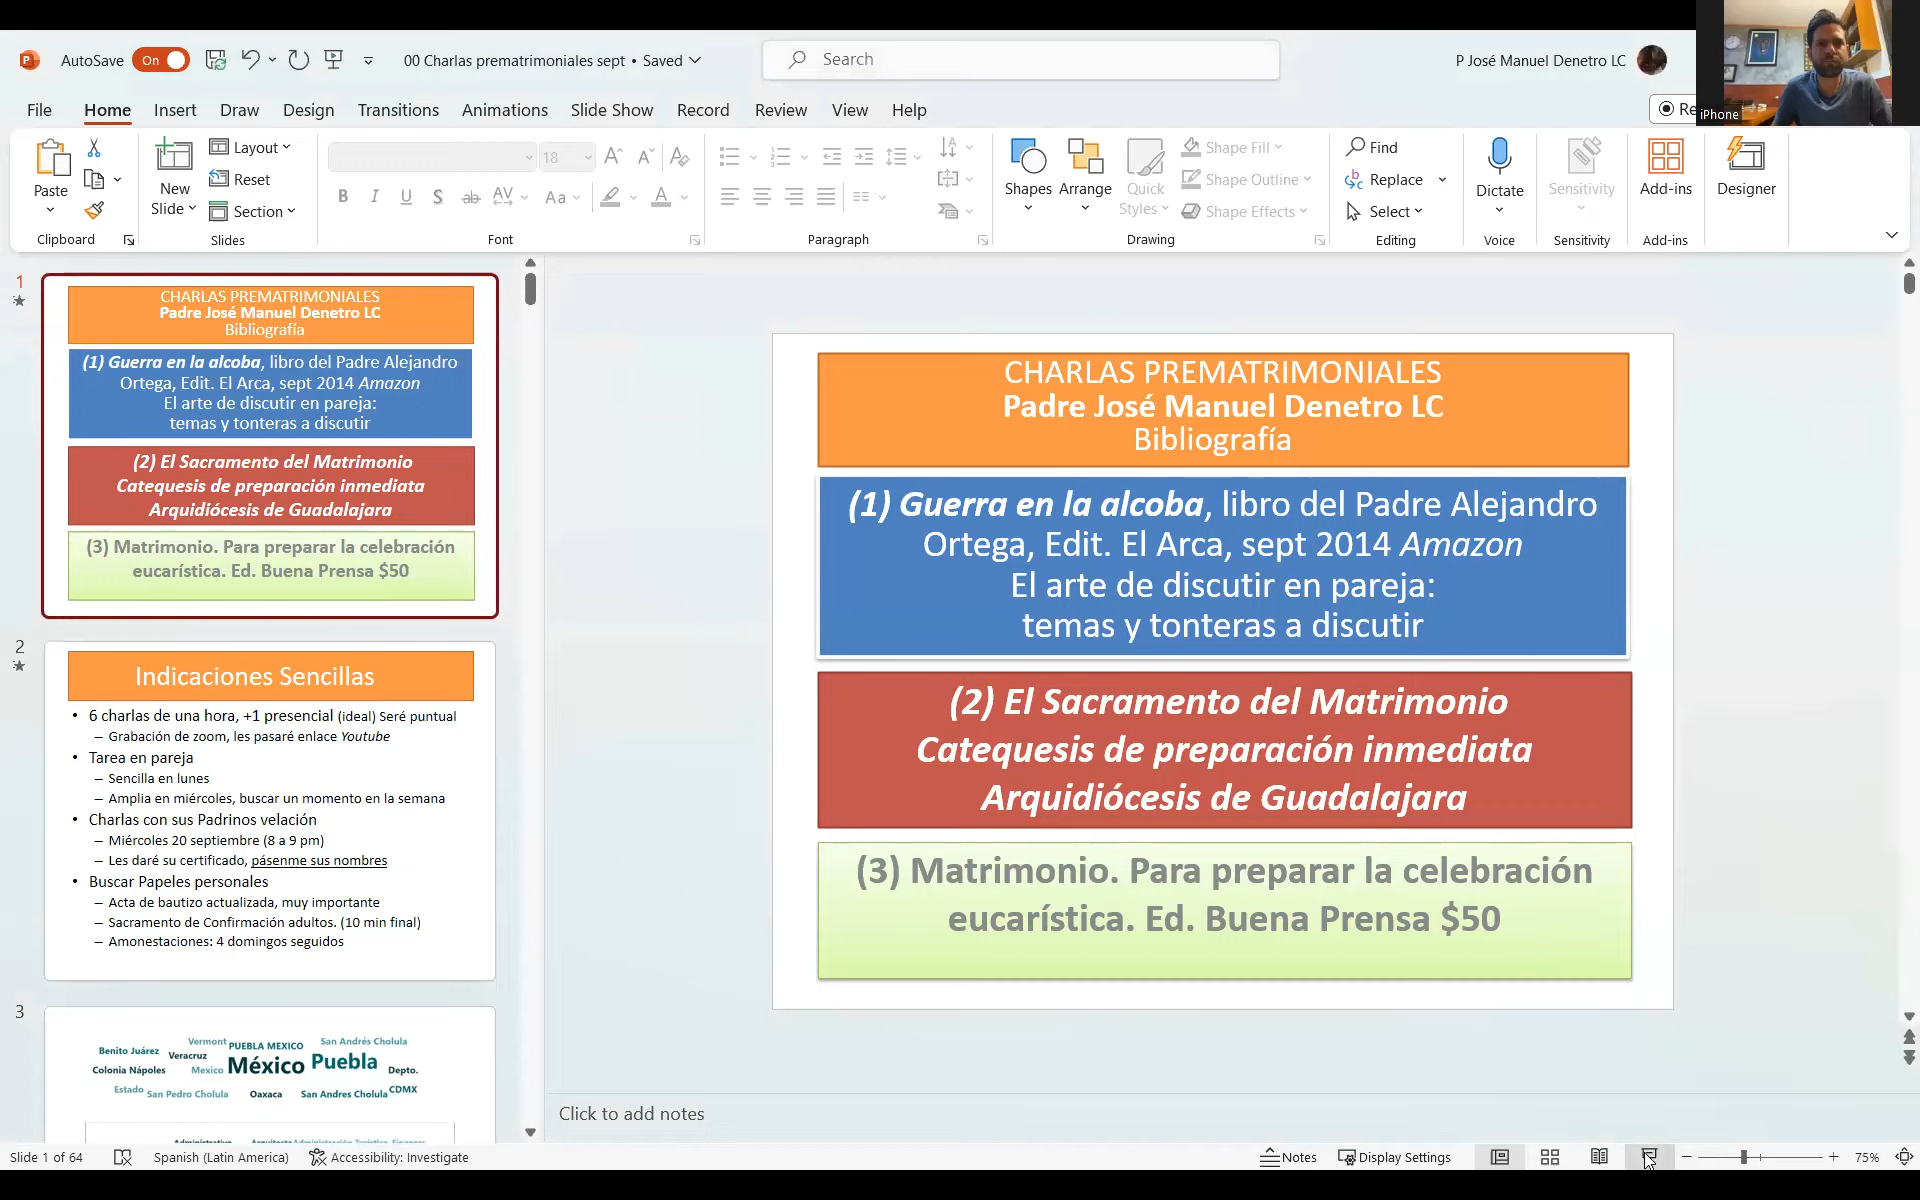 AutoSave On
00 Charlas prematrimoniales sept • Saved
Search
P José Manuel Denetro LC
iPhone
File Home Insert Draw Design Transitions Animations Slide Show Record Review View Help
Paste
New
Slide
Layout
Reset
Section
18
Shapes
Arrange
Quick
Styles
Shape Fill
Shape Outline
Shape Effects
Find
Replace
Select
Dictate
Sensitivity
Add-ins
Designer
Clipboard Slides Font Paragraph Drawing Editing Voice Sensitivity Add-ins
1
CHARLAS PREMATRIMONIALES
Padre José Manuel Denetro LC
Bibliografía
(1) Guerra en la alcoba, libro del Padre Alejandro
Ortega, Edit. El Arca, sept 2014 Amazon
El arte de discutir en pareja:
temas y tonteras a discutir
(2) El Sacramento del Matrimonio
Catequesis de preparación inmediata
Arquidiócesis de Guadalajara
(3) Matrimonio. Para preparar la celebración
eucarística. Ed. Buena Prensa $50
2
Indicaciones Sencillas
• 6 charlas de una hora, +1 presencial (ideal) Seré puntual
– Grabación de zoom, les pasaré enlace Youtube
• Tarea en pareja
– Sencilla en lunes
– Amplia en miércoles, buscar un momento en la semana
• Charlas con sus Padrinos velación
– Miércoles 20 septiembre (8 a 9 pm)
– Les daré su certificado, pásenme sus nombres
• Buscar Papeles personales
– Acta de bautizo actualizada, muy importante
– Sacramento de Confirmación adultos. (10 min final)
– Amonestaciones: 4 domingos seguidos
3
Vermont PUEBLA MEXICO San Andrés Cholula
Benito Juárez Veracruz México Puebla
Colonia Nápoles Mexico Depto.
Estado San Pedro Cholula Oaxaca San Andres Cholula CDMX
CHARLAS PREMATRIMONIALES
Padre José Manuel Denetro LC
Bibliografía
(1) Guerra en la alcoba, libro del Padre Alejandro
Ortega, Edit. El Arca, sept 2014 Amazon
El arte de discutir en pareja:
temas y tonteras a discutir
(2) El Sacramento del Matrimonio
Catequesis de preparación inmediata
Arquidiócesis de Guadalajara
(3) Matrimonio. Para preparar la celebración
eucarística. Ed. Buena Prensa $50
Click to add notes
Slide 1 of 64 Spanish (Latin America) Accessibility: Investigate Notes Display Settings 75%